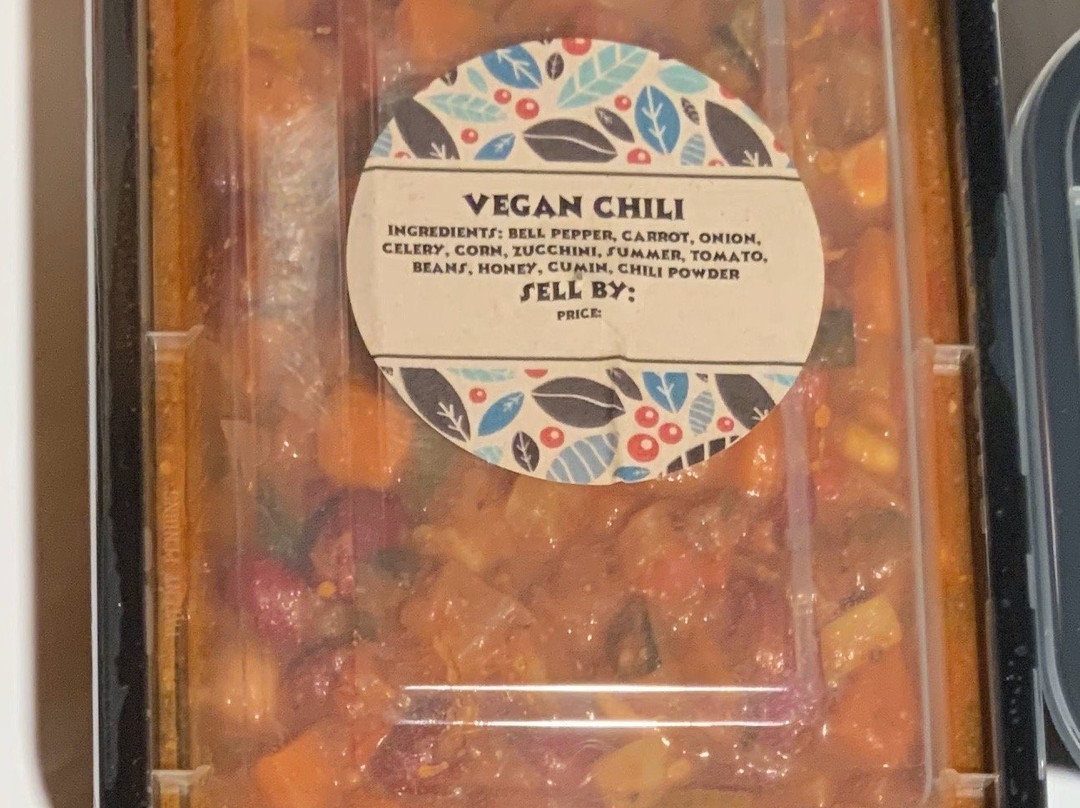 VEGAN CHILI
INGREDIENTS: BELL PEPPER, CARROT, ONION,
CELERY, CORN, ZUCCHINI, SUMMER, TOMATO,
BEANS, HONEY, CUMIN, CHILI POWDER
SELL BY:
PRICE: